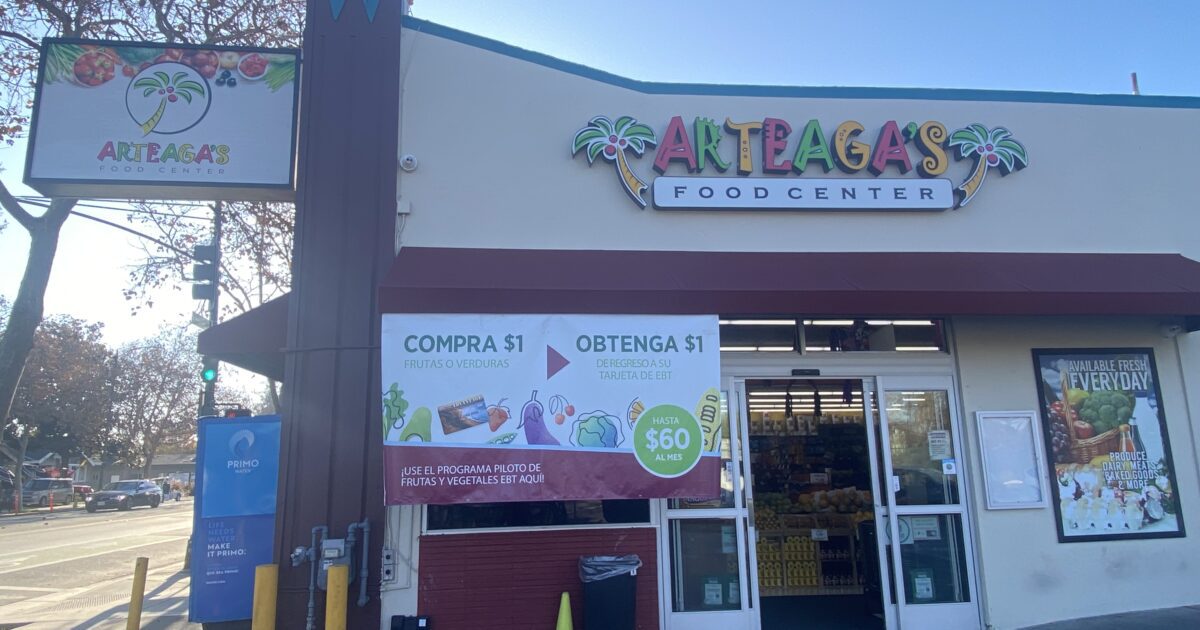 ARTEAGA'S
FOOD CENTER
ARTEAGA'S
FOOD CENTER
COMPRA $1
FRUTAS O VERDURAS
OBTENGA $1
DE REGRESO A SU
TARJETA DE EBT
HASTA
$60
AL MES
¡USE EL PROGRAMA PILOTO DE
FRUTAS Y VEGETALES EBT AQUÍ!
PRIMO
WATER
LIFE
NEEDS
WATER.
MAKE
IT PRIMO.
AVAILABLE FRESH
EVERYDAY
PRODUCE
DAIRY, MEATS
BAKED GOODS
& MORE